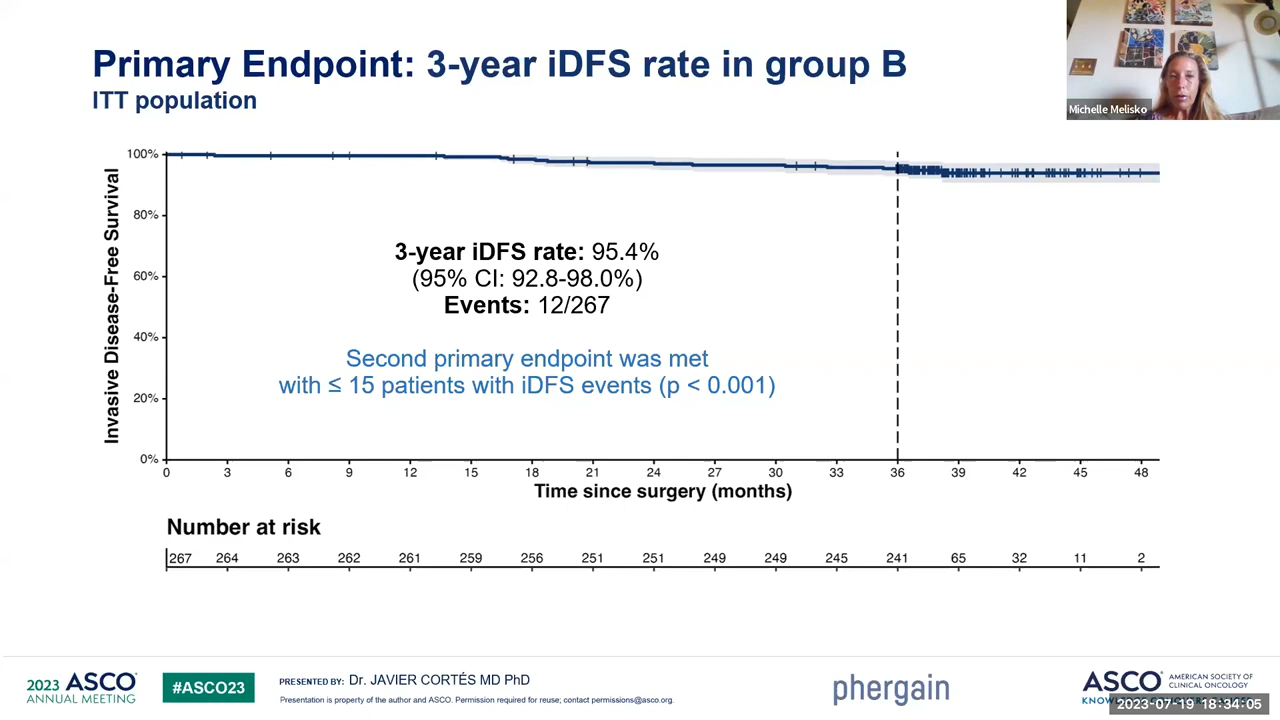 Primary Endpoint: 3-year iDFS rate in group B
ITT population
Michelle Melisko
Invasive Disease-Free Survival
100%
80%
60%
40%
20%
0%
3-year iDFS rate: 95.4%
(95% CI: 92.8-98.0%)
Events: 12/267
Second primary endpoint was met
with ≤ 15 patients with iDFS events (p < 0.001)
0 3 6 9 12 15 18 21 24 27 30 33 36 39 42 45 48
Time since surgery (months)
Number at risk
267 264 263 262 261 259 256 251 251 249 249 245 241 65 32 11 2
2023 ASCO
ANNUAL MEETING
#ASCO23
PRESENTED BY: Dr. JAVIER CORTÉS MD PhD
Presentation is property of the author and ASCO. Permission required for reuse; contact permissions@asco.org.
phergain
ASCO AMERICAN SOCIETY OF
CLINICAL ONCOLOGY
2023-07-19 18:34:05